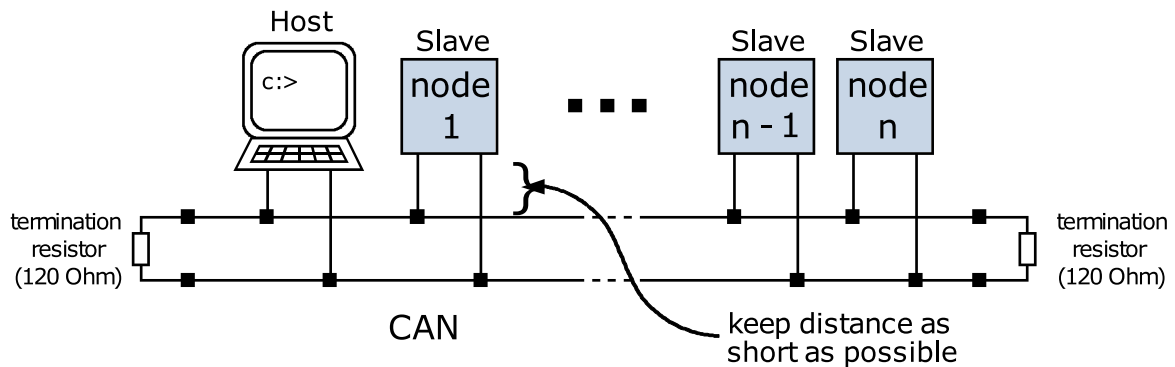 Host
c:>
Slave
node
1
Slave
node
n - 1
Slave
node
n
termination
resistor
(120 Ohm)
termination
resistor
(120 Ohm)
CAN
keep distance as
short as possible